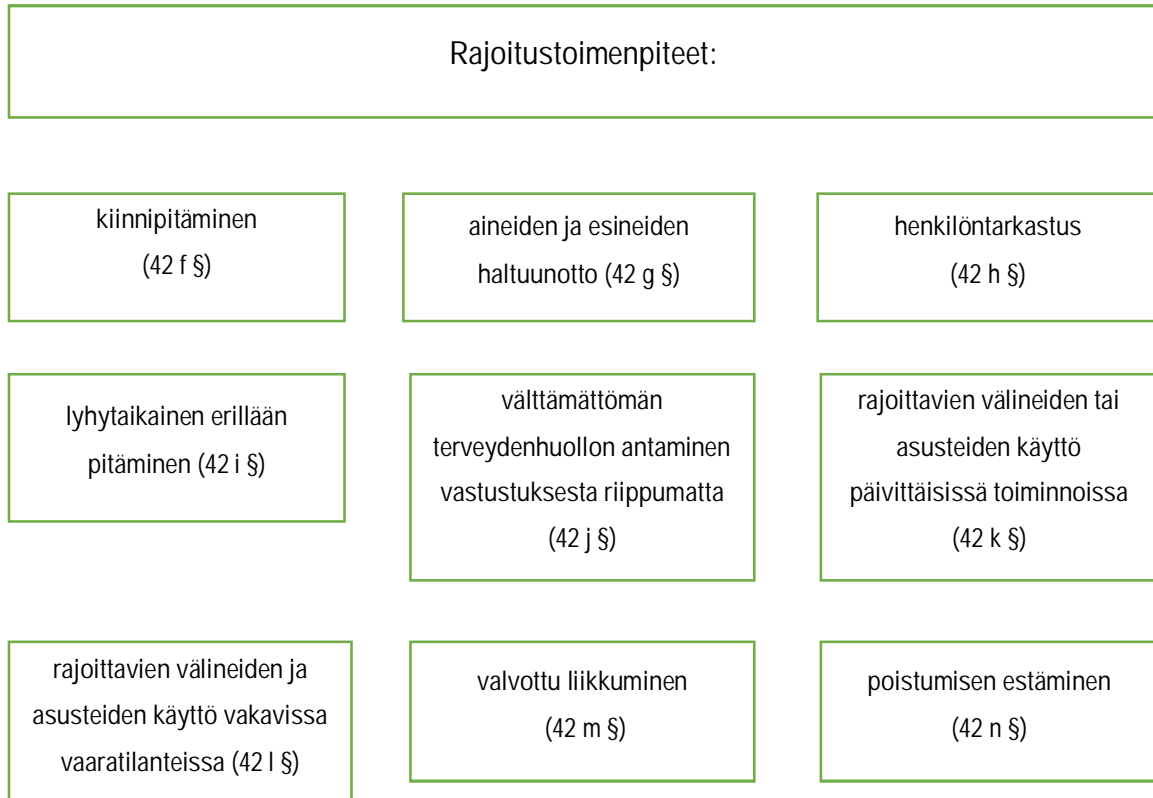 Rajoitustoimenpiteet:
kiinnipitäminen
(42 f §)
aineiden ja esineiden
haltuunotto (42 g §)
henkilöntarkastus
(42 h §)
lyhytaikainen erillään
pitäminen (42 i §)
välttämättömän
terveydenhuollon antaminen
vastustuksesta riippumatta
(42 j §)
rajoittavien välineiden tai
asusteiden käyttö
päivittäisissä toiminnoissa
(42 k §)
rajoittavien välineiden ja
asusteiden käyttö vakavissa
vaaratilanteissa (42 l §)
valvottu liikkuminen
(42 m §)
poistumisen estäminen
(42 n §)